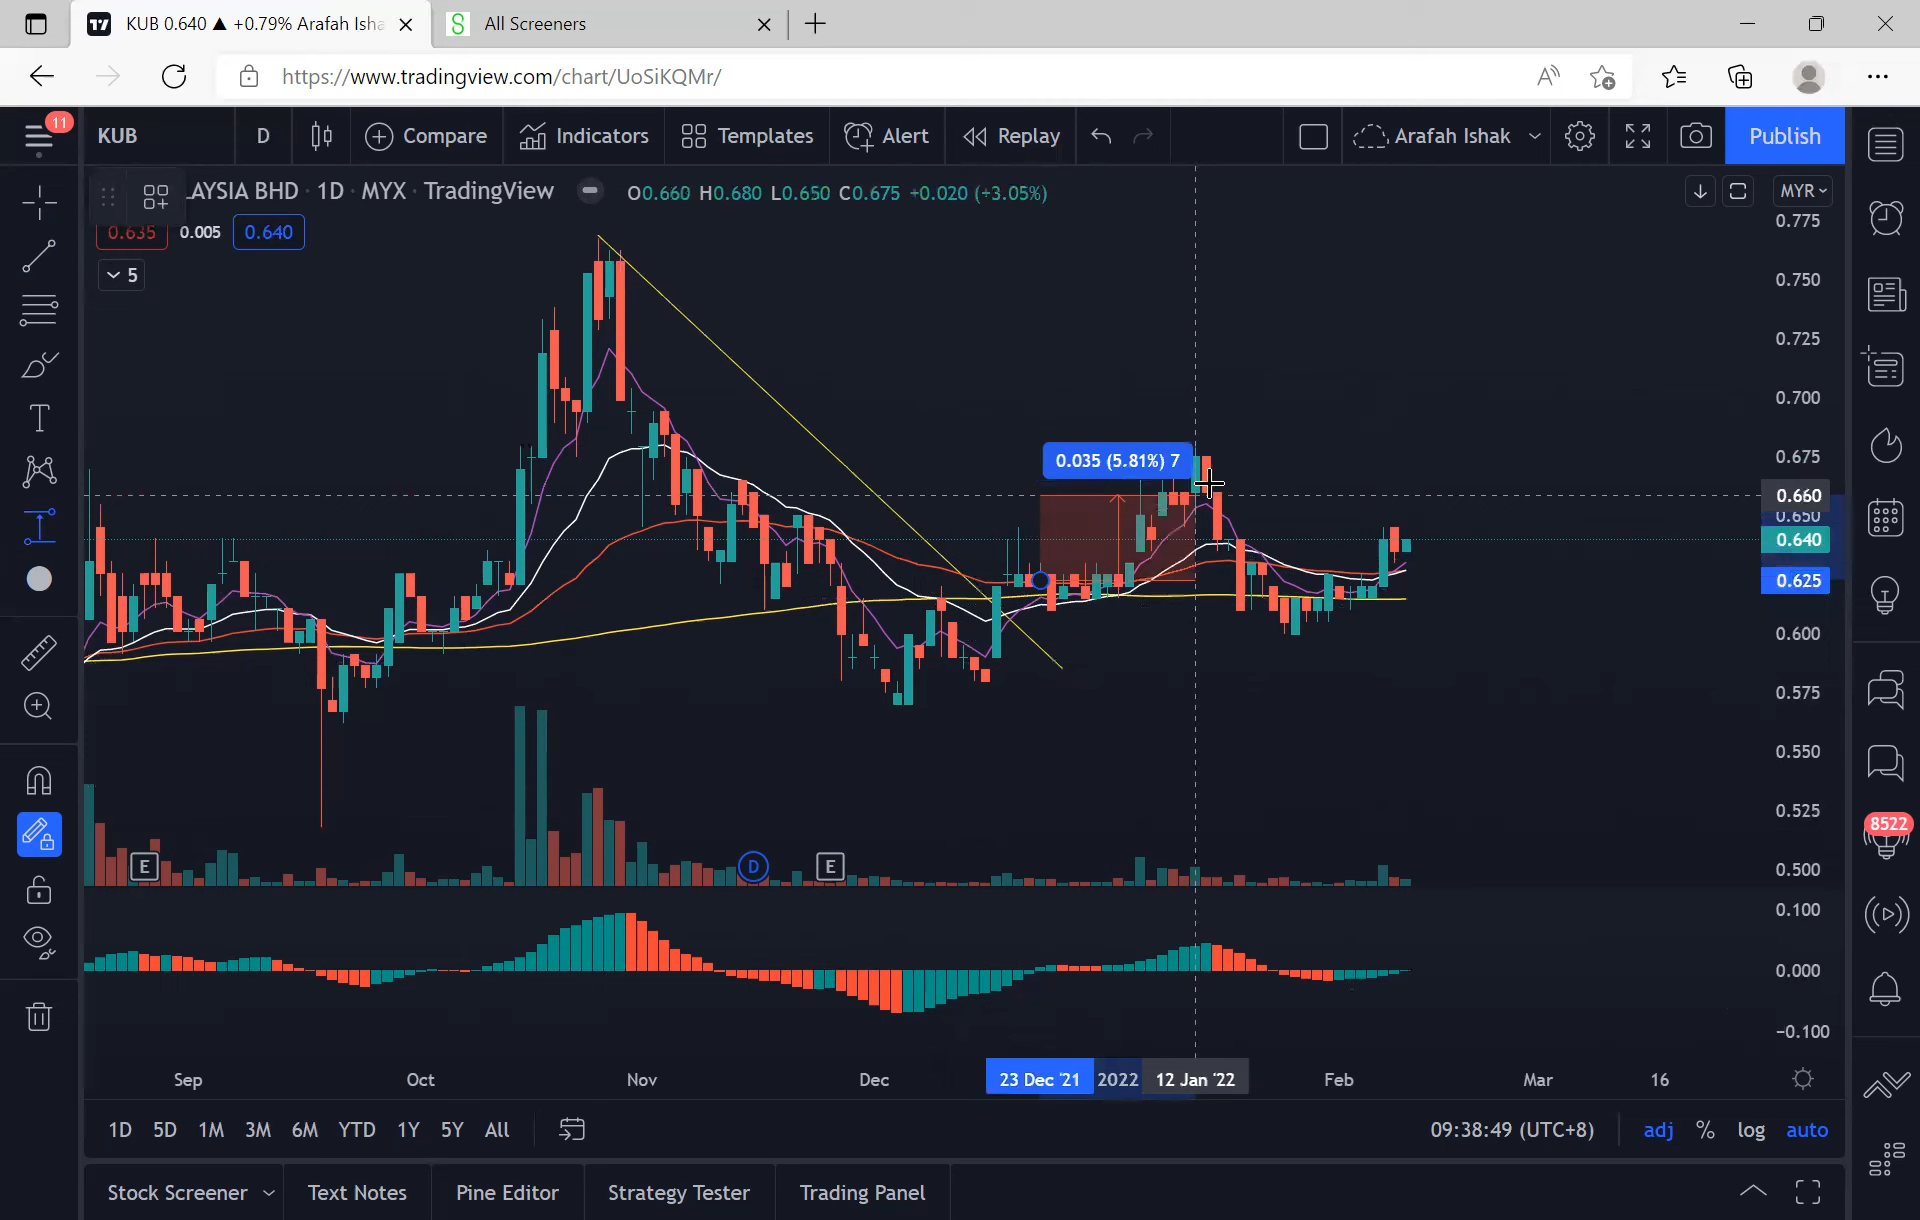 KUB 0.640 ▲ +0.79% Arafah Isha
All Screeners
https://www.tradingview.com/chart/UoSiKQMr/
11
KUB
D
Compare
Indicators
Templates
Alert
Replay
Arafah Ishak
Publish
LAYSIA BHD · 1D · MYX · TradingView
O0.660 H0.680 L0.650 C0.675 +0.020 (+3.05%)
MYR
0.635
0.005
0.640
5
0.775
0.750
0.725
0.700
0.675
0.660
0.650
0.640
0.625
0.600
0.575
0.550
0.525
0.500
0.100
0.000
−0.100
0.035 (5.81%) 7
E
D
E
8522
Sep
Oct
Nov
Dec
23 Dec '21
2022
12 Jan '22
Feb
Mar
16
1D
5D
1M
3M
6M
YTD
1Y
5Y
All
09:38:49 (UTC+8)
adj
%
log
auto
Stock Screener
Text Notes
Pine Editor
Strategy Tester
Trading Panel